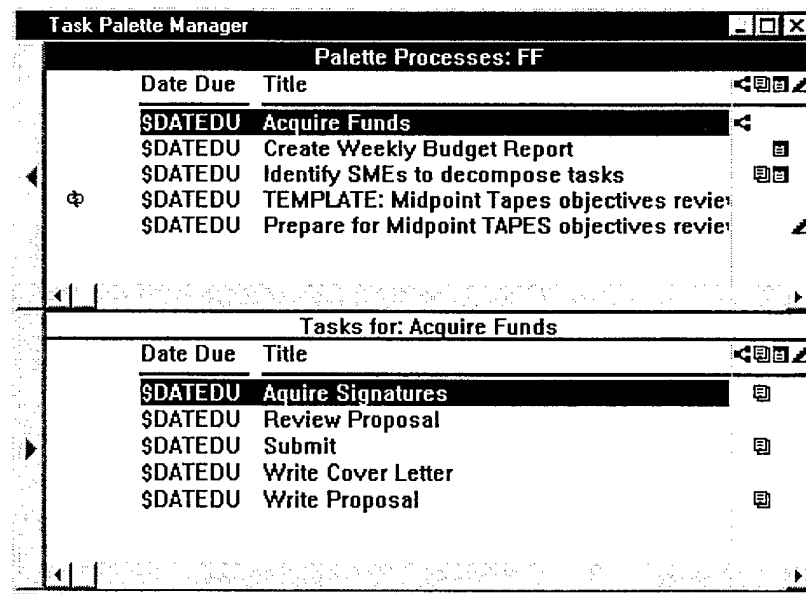 Task Palette Manager
Palette Processes: FF
Date Due Title
$DATEDU Acquire Funds
$DATEDU Create Weekly Budget Report
$DATEDU Identify SMEs to decompose tasks
$DATEDU TEMPLATE: Midpoint Tapes objectives revie
$DATEDU Prepare for Midpoint TAPES objectives revie
Tasks for: Acquire Funds
Date Due Title
$DATEDU Aquire Signatures
$DATEDU Review Proposal
$DATEDU Submit
$DATEDU Write Cover Letter
$DATEDU Write Proposal